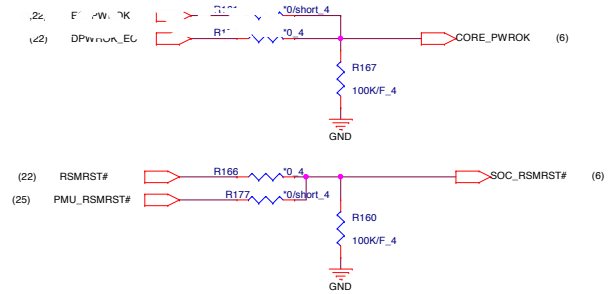 *0/short_4
(22) DPWROK_EC *0_4 CORE_PWROK (6)
R167
100K/F_4
GND
(22) RSMRST# R166 *0_4 SOC_RSMRST# (6)
(25) PMU_RSMRST# R177 *0/short_4
R160
100K/F_4
GND